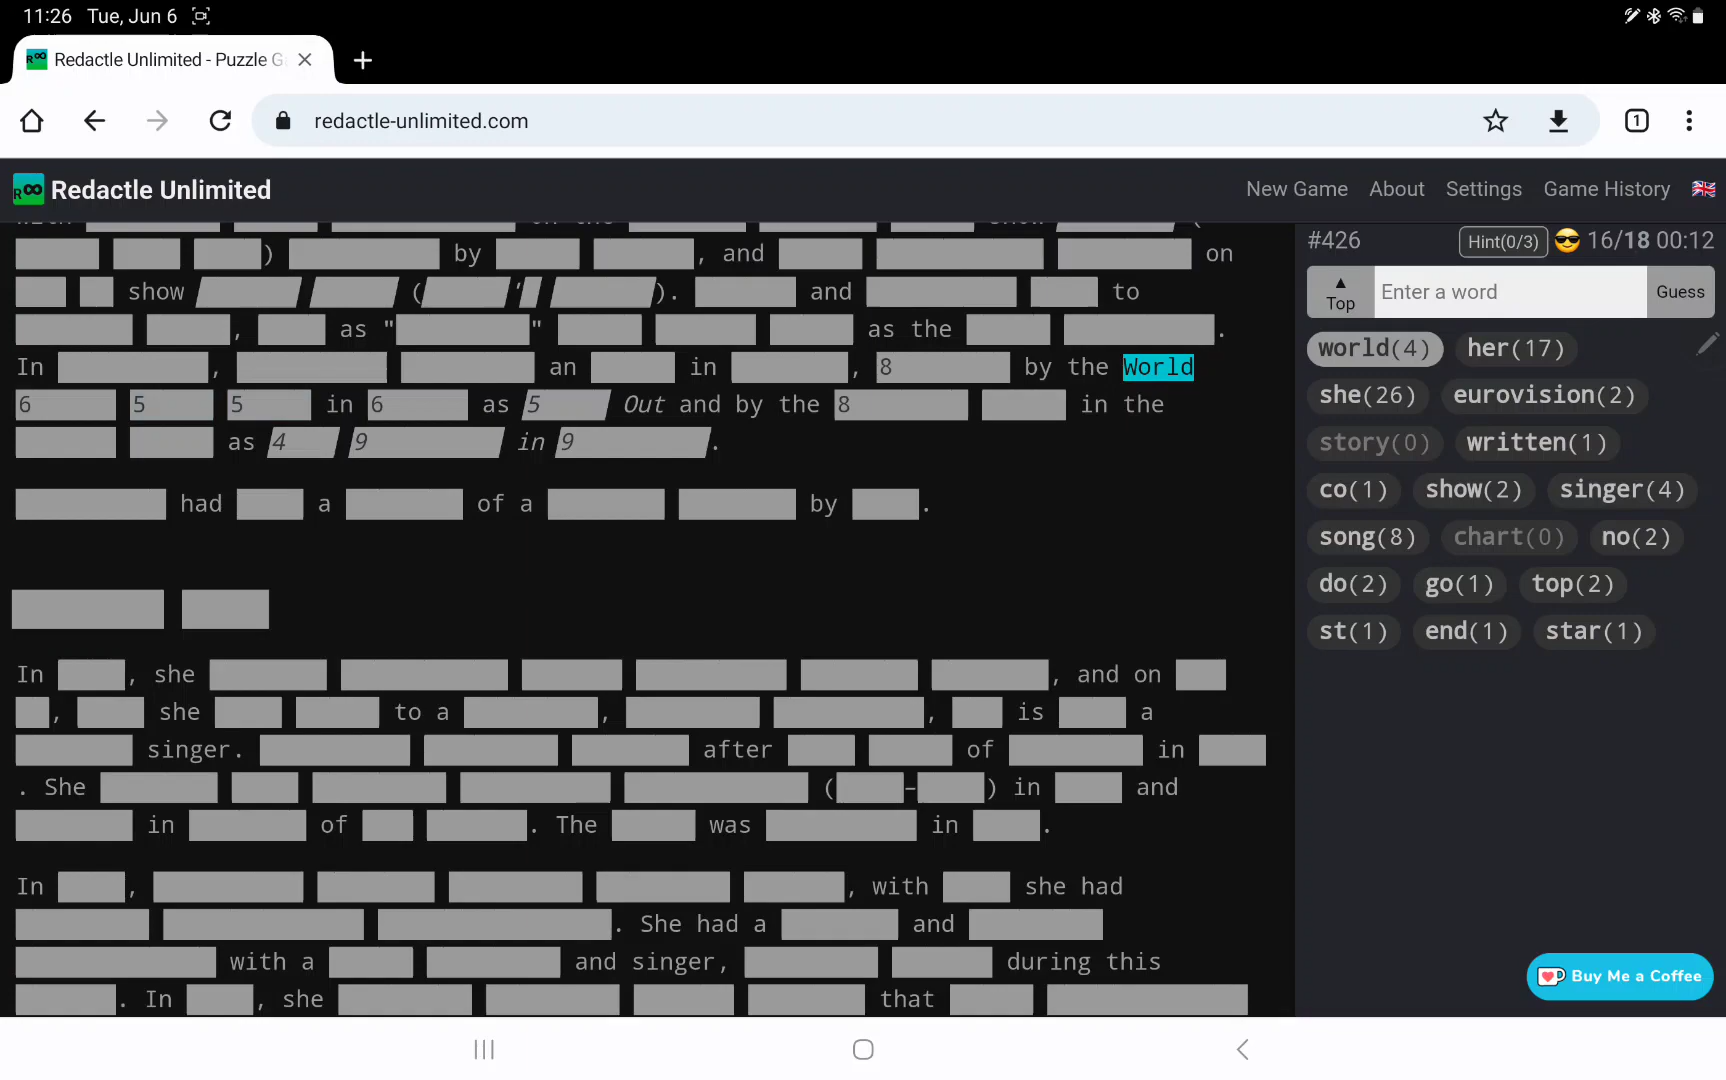 11:26 Tue, Jun 6
Redactle Unlimited - Puzzle G
redactle-unlimited.com
1
R∞ Redactle Unlimited
New Game About Settings Game History
with on the show (
) by , and on
show ( ' ). and to
, as " " as the .
In , an in , 8 by the World
6 5 5 in 6 as 5 Out and by the 8 in the
as 4 9 in 9 .
had a of a by .
In , she , and on
, she to a , , is a
singer. after of in
. She ( – ) in and
in of . The was in .
In , , with she had
. She had a and
with a and singer, during this
. In , she that
#426 Hint(0/3) 16/18 00:12
▲ Top Enter a word Guess
world(4) her(17)
she(26) eurovision(2)
story(0) written(1)
co(1) show(2) singer(4)
song(8) chart(0) no(2)
do(2) go(1) top(2)
st(1) end(1) star(1)
Buy Me a Coffee